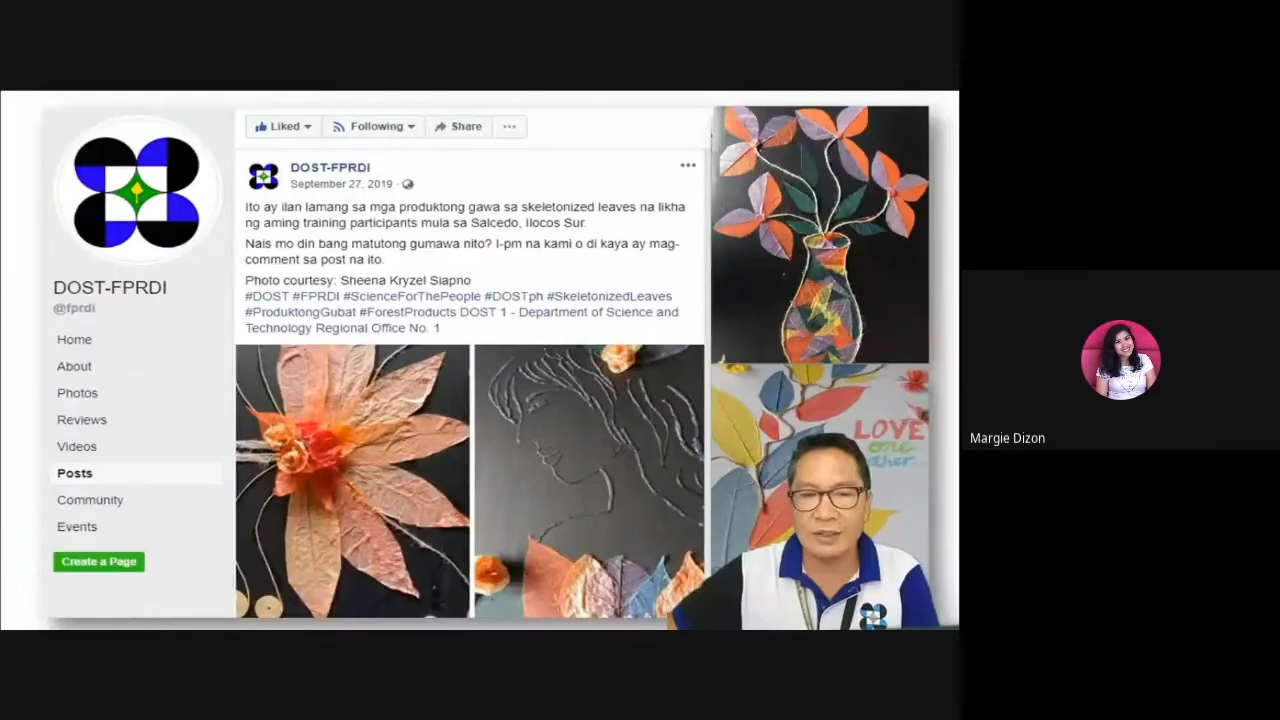 Liked
Following
Share
DOST-FPRDI
September 27, 2019
Ito ay ilan lamang sa mga produktong gawa sa skeletonized leaves na likha
ng aming training participants mula sa Salcedo, Ilocos Sur.
Nais mo din bang matutong gumawa nito? I-pm na kami o di kaya ay mag-
comment sa post na ito.
Photo courtesy: Sheena Kryzel Siapno
#DOST #FPRDI #ScienceForThePeople #DOSTph #SkeletonizedLeaves
#ProduktongGubat #ForestProducts DOST 1 - Department of Science and
Technology Regional Office No. 1
DOST-FPRDI
@fprdi
Home
About
Photos
Reviews
Videos
Posts
Community
Events
Create a Page
LOVE
one
Margie Dizon